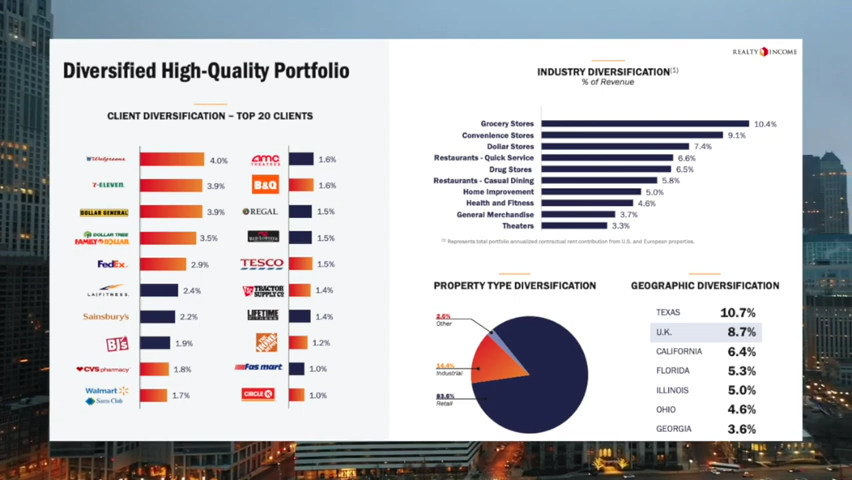 Diversified High-Quality Portfolio
CLIENT DIVERSIFICATION – TOP 20 CLIENTS
Walgreens 4.0%
7-ELEVEN 3.9%
DOLLAR GENERAL 3.9%
DOLLAR TREE
FAMILY DOLLAR 3.5%
FedEx 2.9%
LA|FITNESS 2.4%
Sainsbury's 2.2%
BJ's 1.9%
CVS pharmacy 1.8%
Walmart
Sam's Club 1.7%
amc
THEATRES 1.6%
B&Q 1.6%
REGAL 1.5%
1.5%
TESCO 1.5%
TRACTOR
SUPPLY CO 1.4%
LIFETIME
FITNESS 1.4%
THE HOME DEPOT 1.2%
Fas mart 1.0%
CIRCLE K 1.0%
REALTY INCOME
INDUSTRY DIVERSIFICATION(1)
% of Revenue
Grocery Stores 10.4%
Convenience Stores 9.1%
Dollar Stores 7.4%
Restaurants - Quick Service 6.6%
Drug Stores 6.5%
Restaurants - Casual Dining 5.8%
Home Improvement 5.0%
Health and Fitness 4.6%
General Merchandise 3.7%
Theaters 3.3%
(1) Represents total portfolio annualized contractual rent contribution from U.S. and European properties.
PROPERTY TYPE DIVERSIFICATION
Other
14.4%
Industrial
83.6%
Retail
GEOGRAPHIC DIVERSIFICATION
TEXAS 10.7%
U.K. 8.7%
CALIFORNIA 6.4%
FLORIDA 5.3%
ILLINOIS 5.0%
OHIO 4.6%
GEORGIA 3.6%